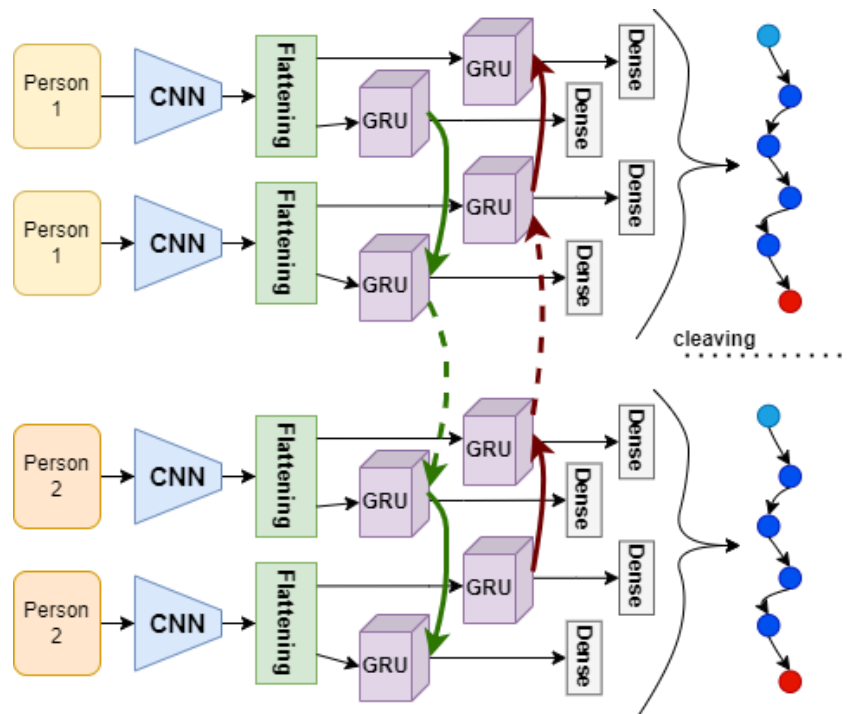 Person
1
CNN
Flattening
GRU
GRU
Dense
Dense
Person
1
CNN
Flattening
GRU
GRU
Dense
Dense
cleaving
Person
2
CNN
Flattening
GRU
GRU
Dense
Dense
Person
2
CNN
Flattening
GRU
GRU
Dense
Dense